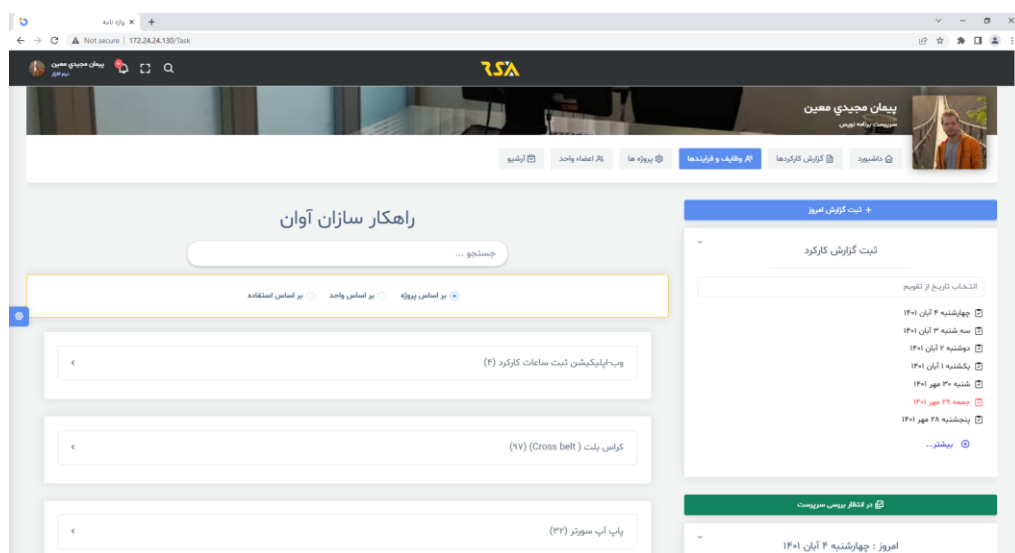 واژه نامه
Not secure | 172.24.24.130/Task
پیمان مجیدي معین
نرم افزار
RSA
پیمان مجیدي معین
سرپرست برنامه نویس
داشبورد
گزارش کارکردها
وظایف و فرایندها
پروژه ها
اعضاء واحد
آرشیو
+ ثبت گزارش امروز
ثبت گزارش کارکرد
انتخاب تاریخ از تقویم
چهارشنبه ۴ آبان ۱۴۰۱
سه شنبه ۳ آبان ۱۴۰۱
دوشنبه ۲ آبان ۱۴۰۱
یکشنبه ۱ آبان ۱۴۰۱
شنبه ۳۰ مهر ۱۴۰۱
جمعه ۲۹ مهر ۱۴۰۱
پنجشنبه ۲۸ مهر ۱۴۰۱
بیشتر...
در انتظار بررسی سرپرست
امروز : چهارشنبه ۴ آبان ۱۴۰۱
راهکار سازان آوان
جستجو ...
بر اساس پروژه
بر اساس واحد
بر اساس استفاده
وب-اپلیکیشن ثبت ساعات کارکرد (۴)
کراس بلت ( Cross belt) (۹۷)
پاپ آپ سورتر (۳۲)